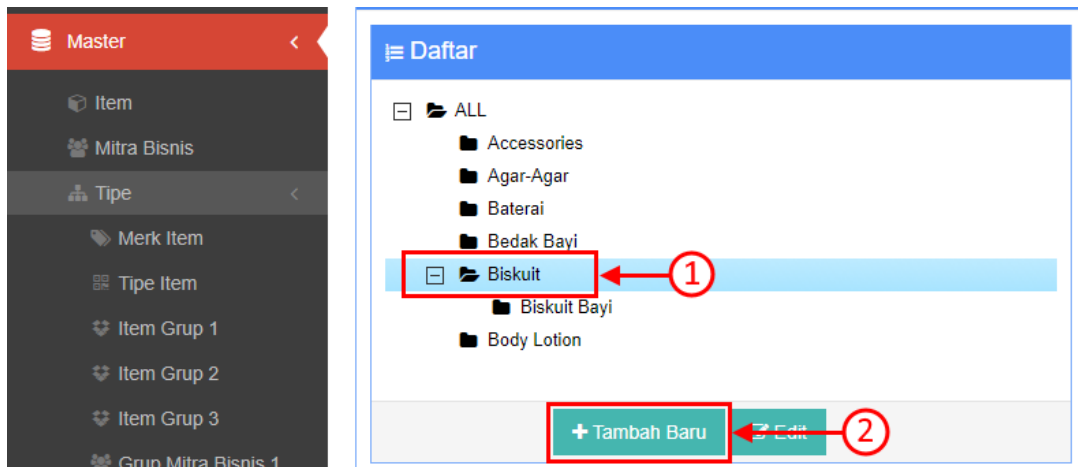 Master
Item
Mitra Bisnis
Tipe
Merk Item
Tipe Item
Item Grup 1
Item Grup 2
Item Grup 3
Grup Mitra Bisnis 1
Daftar
ALL
Accessories
Agar-Agar
Baterai
Bedak Bayi
Biskuit
1
Biskuit Bayi
Body Lotion
Tambah Baru
Edit
2